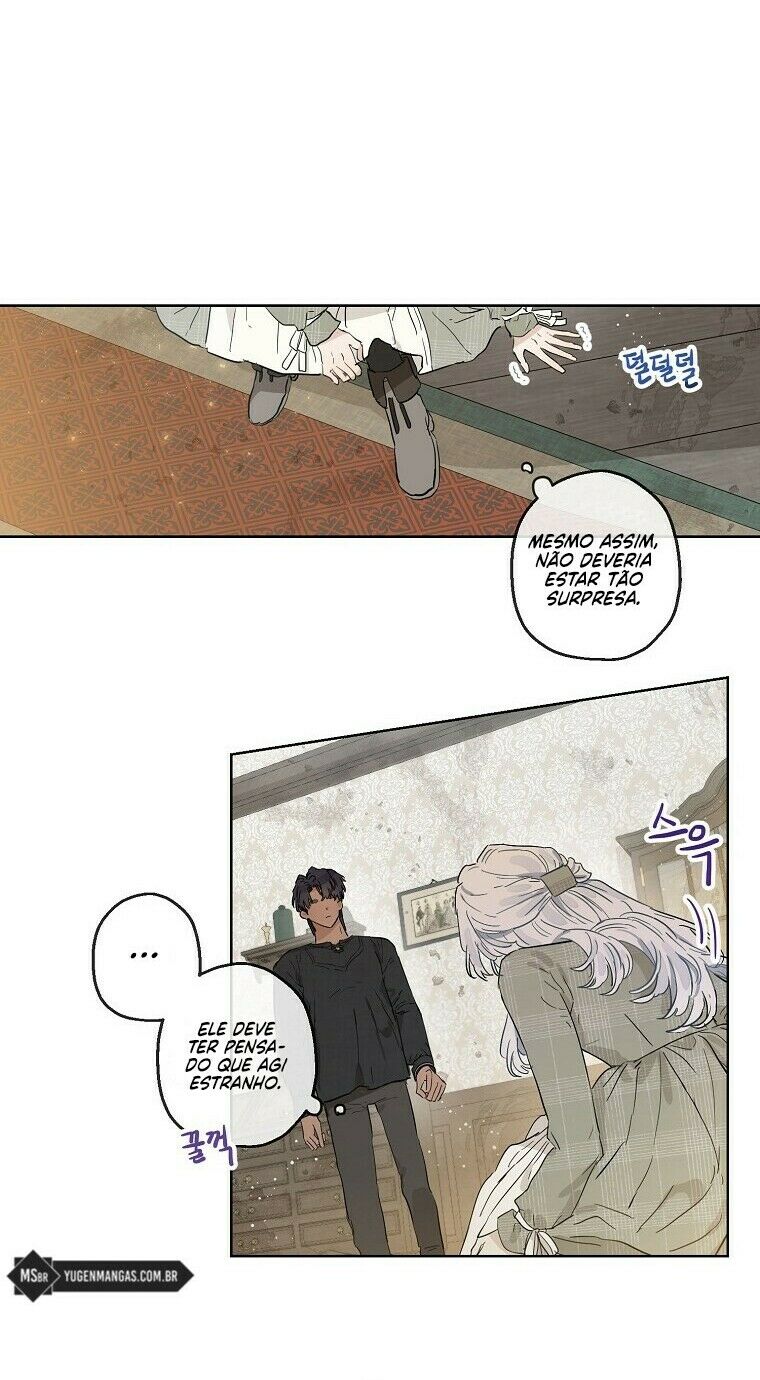 덜덜덜
MESMO ASSIM,
NÃO DEVERIA
ESTAR TÃO
SURPRESA.
스윽
...
ELE DEVE
TER PENSA-
DO QUE AGI
ESTRANHO.
꿀꺽
MSBR YUGENMANGAS.COM.BR